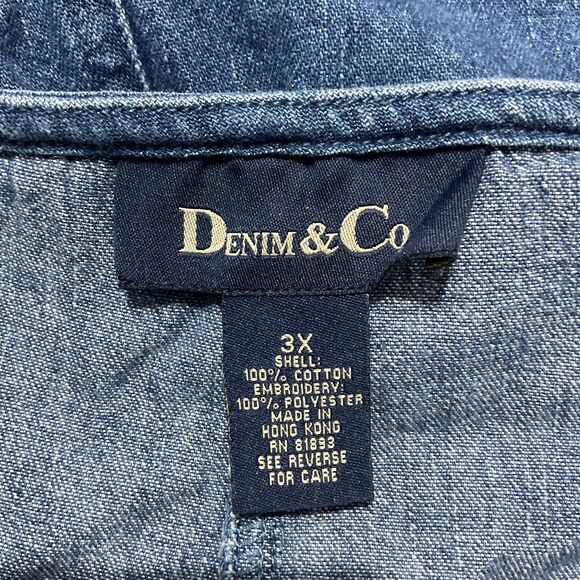 DENIM & CO
3X
SHELL:
100% COTTON
EMBROIDERY:
100% POLYESTER
MADE IN
HONG KONG
RN 81893
SEE REVERSE
FOR CARE